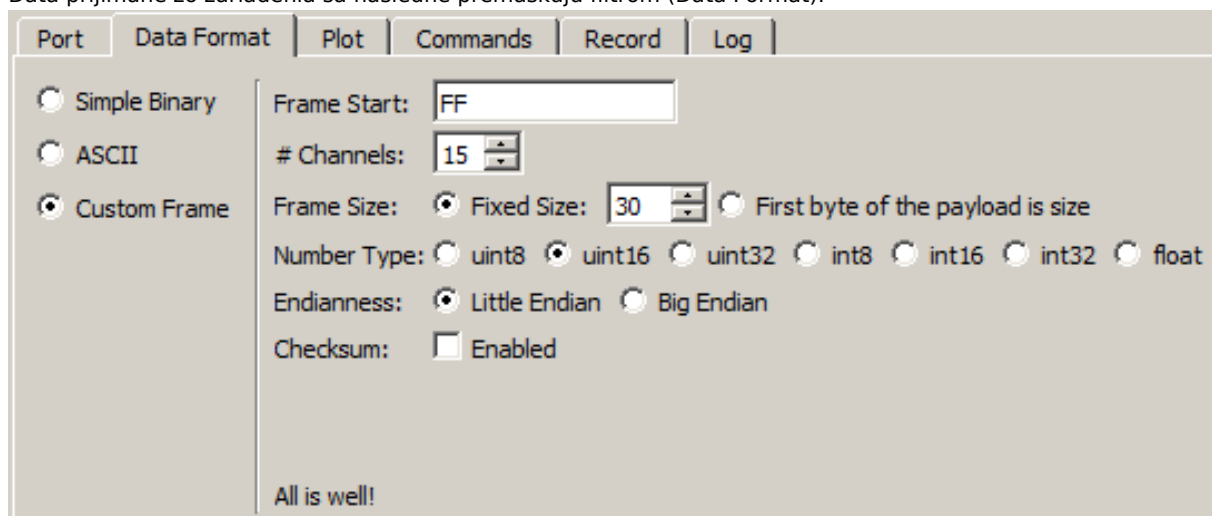 Data prijímané zo zariadenia sa následne premaskajú filtrom (Data Format):
Port Data Format Plot Commands Record Log
Simple Binary
ASCII
Custom Frame
Frame Start: FF
# Channels: 15
Frame Size: Fixed Size: 30 First byte of the payload is size
Number Type: uint8 uint16 uint32 int8 int16 int32 float
Endianness: Little Endian Big Endian
Checksum: Enabled
All is well!